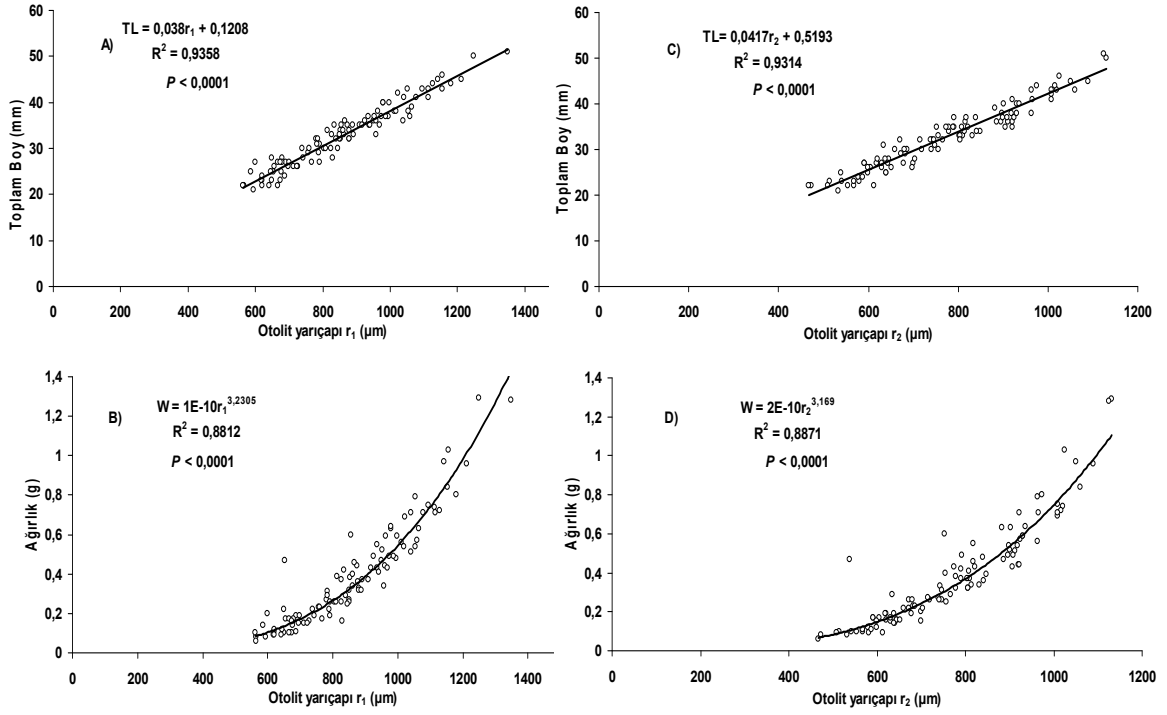 A)
TL = 0,038r₁ + 0,1208
R² = 0,9358
P < 0,0001
Toplam Boy (mm)
60
50
40
30
20
10
0
0 200 400 600 800 1000 1200 1400
Otolit yarıçapı r₁ (µm)
C)
TL= 0,0417r₂ + 0,5193
R² = 0,9314
P < 0,0001
Toplam Boy (mm)
60
50
40
30
20
10
0
0 200 400 600 800 1000 1200
Otolit yarıçapı r₂ (µm)
B)
W = 1E-10r₁^3,2305
R² = 0,8812
P < 0,0001
Ağırlık (g)
1,4
1,2
1
0,8
0,6
0,4
0,2
0
0 200 400 600 800 1000 1200 1400
Otolit yarıçapı r₁ (µm)
D)
W = 2E-10r₂^3,169
R² = 0,8871
P < 0,0001
Ağırlık (g)
1,4
1,2
1
0,8
0,6
0,4
0,2
0
0 200 400 600 800 1000 1200
Otolit yarıçapı r₂ (µm)